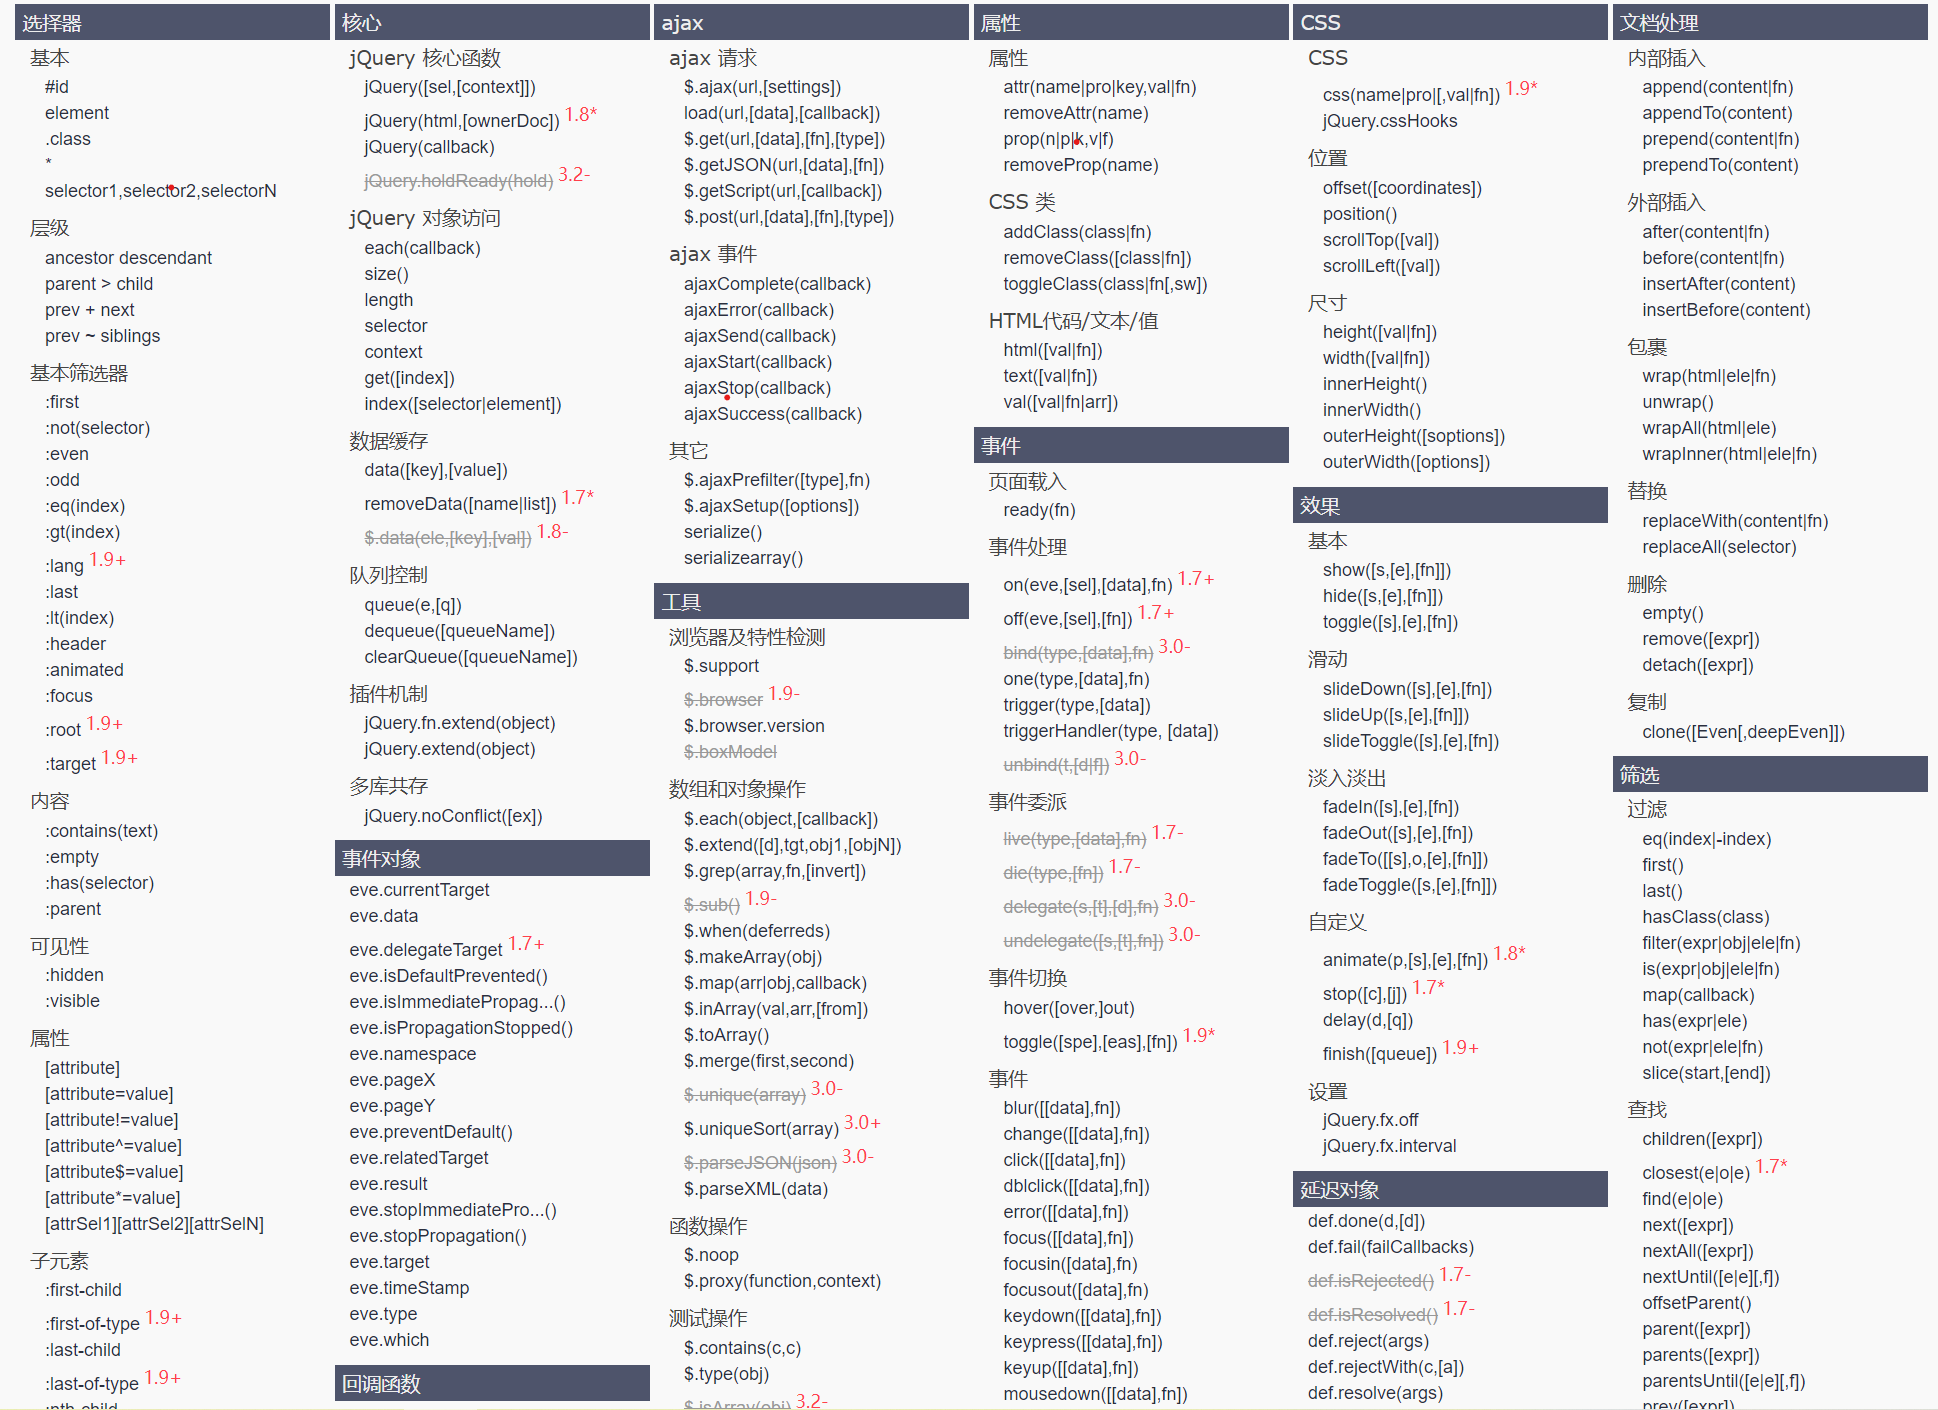 选择器
基本
#id
element
.class
*
selector1,selector2,selectorN
层级
ancestor descendant
parent > child
prev + next
prev ~ siblings
基本筛选器
:first
:not(selector)
:even
:odd
:eq(index)
:gt(index)
:lang 1.9+
:last
:lt(index)
:header
:animated
:focus
:root 1.9+
:target 1.9+
内容
:contains(text)
:empty
:has(selector)
:parent
可见性
:hidden
:visible
属性
[attribute]
[attribute=value]
[attribute!=value]
[attribute^=value]
[attribute$=value]
[attribute*=value]
[attrSel1][attrSel2][attrSelN]
子元素
:first-child
:first-of-type 1.9+
:last-child
:last-of-type 1.9+
:nth-child
核心
jQuery 核心函数
jQuery([sel,[context]])
jQuery(html,[ownerDoc]) 1.8*
jQuery(callback)
jQuery.holdReady(hold) 3.2-
jQuery 对象访问
each(callback)
size()
length
selector
context
get([index])
index([selector|element])
数据缓存
data([key],[value])
removeData([name|list]) 1.7*
$.data(ele,[key],[val]) 1.8-
队列控制
queue(e,[q])
dequeue([queueName])
clearQueue([queueName])
插件机制
jQuery.fn.extend(object)
jQuery.extend(object)
多库共存
jQuery.noConflict([ex])
事件对象
eve.currentTarget
eve.data
eve.delegateTarget 1.7+
eve.isDefaultPrevented()
eve.isImmediatePropag...()
eve.isPropagationStopped()
eve.namespace
eve.pageX
eve.pageY
eve.preventDefault()
eve.relatedTarget
eve.result
eve.stopImmediatePro...()
eve.stopPropagation()
eve.target
eve.timeStamp
eve.type
eve.which
回调函数
ajax
ajax 请求
$.ajax(url,[settings])
load(url,[data],[callback])
$.get(url,[data],[fn],[type])
$.getJSON(url,[data],[fn])
$.getScript(url,[callback])
$.post(url,[data],[fn],[type])
ajax 事件
ajaxComplete(callback)
ajaxError(callback)
ajaxSend(callback)
ajaxStart(callback)
ajaxStop(callback)
ajaxSuccess(callback)
其它
$.ajaxPrefilter([type],fn)
$.ajaxSetup([options])
serialize()
serializearray()
工具
浏览器及特性检测
$.support
$.browser 1.9-
$.browser.version
$.boxModel
数组和对象操作
$.each(object,[callback])
$.extend([d],tgt,obj1,[objN])
$.grep(array,fn,[invert])
$.sub() 1.9-
$.when(deferreds)
$.makeArray(obj)
$.map(arr|obj,callback)
$.inArray(val,arr,[from])
$.toArray()
$.merge(first,second)
$.unique(array) 3.0-
$.uniqueSort(array) 3.0+
$.parseJSON(json) 3.0-
$.parseXML(data)
函数操作
$.noop
$.proxy(function,context)
测试操作
$.contains(c,c)
$.type(obj)
$.isArray(obj) 3.2-
属性
属性
attr(name|pro|key,val|fn)
removeAttr(name)
prop(n|p|k,v|f)
removeProp(name)
CSS 类
addClass(class|fn)
removeClass([class|fn])
toggleClass(class|fn[,sw])
HTML代码/文本/值
html([val|fn])
text([val|fn])
val([val|fn|arr])
事件
页面载入
ready(fn)
事件处理
on(eve,[sel],[data],fn) 1.7+
off(eve,[sel],[fn]) 1.7+
bind(type,[data],fn) 3.0-
one(type,[data],fn)
trigger(type,[data])
triggerHandler(type, [data])
unbind(t,[d|f]) 3.0-
事件委派
live(type,[data],fn) 1.7-
die(type,[fn]) 1.7-
delegate(s,[t],[d],fn) 3.0-
undelegate([s,[t],fn]) 3.0-
事件切换
hover([over,]out)
toggle([spe],[eas],[fn]) 1.9*
事件
blur([[data],fn])
change([[data],fn])
click([[data],fn])
dblclick([[data],fn])
error([[data],fn])
focus([[data],fn])
focusin([data],fn)
focusout([data],fn)
keydown([[data],fn])
keypress([[data],fn])
keyup([[data],fn])
mousedown([[data],fn])
CSS
CSS
css(name|pro|[,val|fn]) 1.9*
jQuery.cssHooks
位置
offset([coordinates])
position()
scrollTop([val])
scrollLeft([val])
尺寸
height([val|fn])
width([val|fn])
innerHeight()
innerWidth()
outerHeight([soptions])
outerWidth([options])
效果
基本
show([s,[e],[fn]])
hide([s,[e],[fn]])
toggle([s],[e],[fn])
滑动
slideDown([s],[e],[fn])
slideUp([s,[e],[fn]])
slideToggle([s],[e],[fn])
淡入淡出
fadeIn([s],[e],[fn])
fadeOut([s],[e],[fn])
fadeTo([[s],o,[e],[fn]])
fadeToggle([s,[e],[fn]])
自定义
animate(p,[s],[e],[fn]) 1.8*
stop([c],[j]) 1.7*
delay(d,[q])
finish([queue]) 1.9+
设置
jQuery.fx.off
jQuery.fx.interval
延迟对象
def.done(d,[d])
def.fail(failCallbacks)
def.isRejected() 1.7-
def.isResolved() 1.7-
def.reject(args)
def.rejectWith(c,[a])
def.resolve(args)
文档处理
内部插入
append(content|fn)
appendTo(content)
prepend(content|fn)
prependTo(content)
外部插入
after(content|fn)
before(content|fn)
insertAfter(content)
insertBefore(content)
包裹
wrap(html|ele|fn)
unwrap()
wrapAll(html|ele)
wrapInner(html|ele|fn)
替换
replaceWith(content|fn)
replaceAll(selector)
删除
empty()
remove([expr])
detach([expr])
复制
clone([Even[,deepEven]])
筛选
过滤
eq(index|-index)
first()
last()
hasClass(class)
filter(expr|obj|ele|fn)
is(expr|obj|ele|fn)
map(callback)
has(expr|ele)
not(expr|ele|fn)
slice(start,[end])
查找
children([expr])
closest(e|o|e) 1.7*
find(e|o|e)
next([expr])
nextAll([expr])
nextUntil([e|e][,f])
offsetParent()
parent([expr])
parents([expr])
parentsUntil([e|e][,f])
prev([expr])